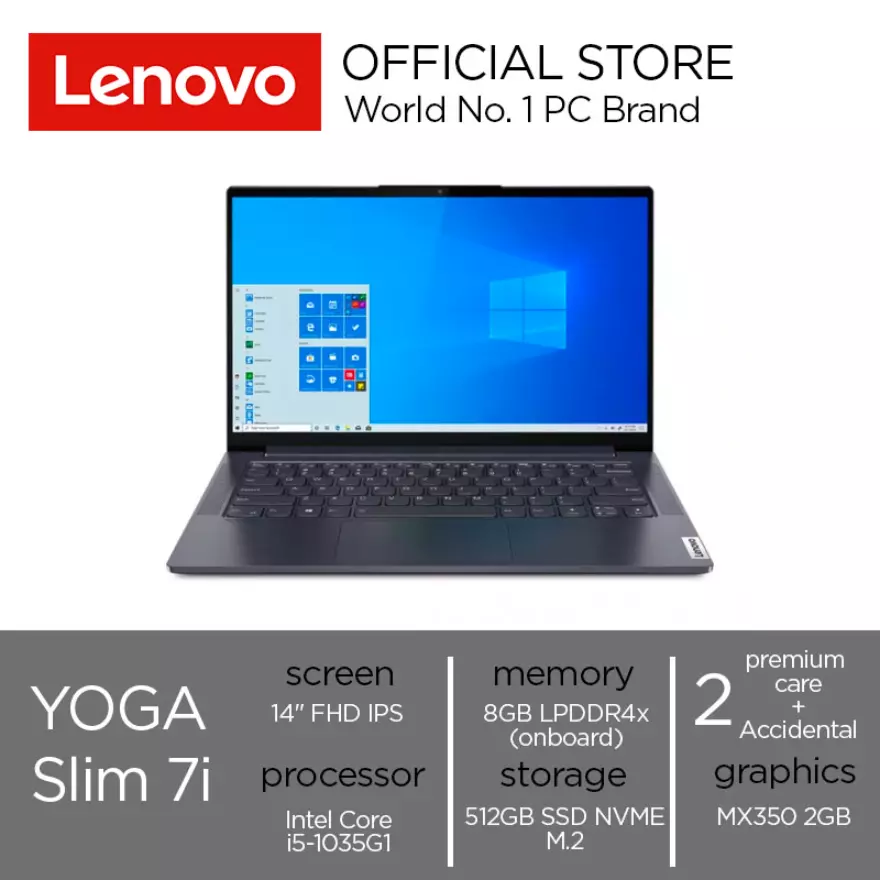 Lenovo
OFFICIAL STORE
World No. 1 PC Brand
Lenovo
YOGA
Slim 7i
screen
14" FHD IPS
processor
Intel Core
i5-1035G1
memory
8GB LPDDR4x
(onboard)
storage
512GB SSD NVME
M.2
2
premium
care
+
Accidental
graphics
MX350 2GB